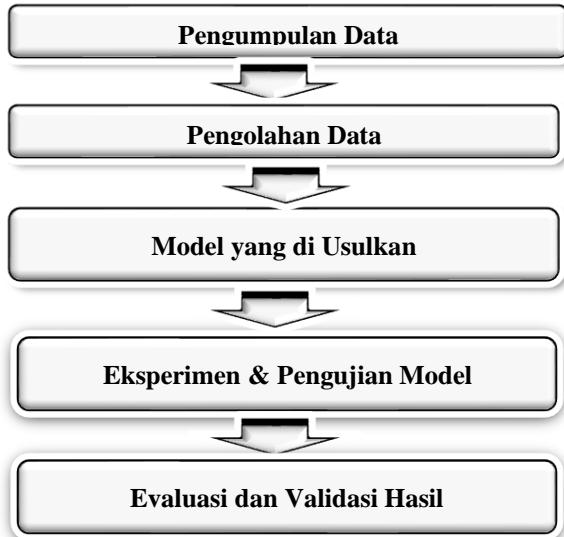 Pengumpulan Data
Pengolahan Data
Model yang di Usulkan
Eksperimen & Pengujian Model
Evaluasi dan Validasi Hasil